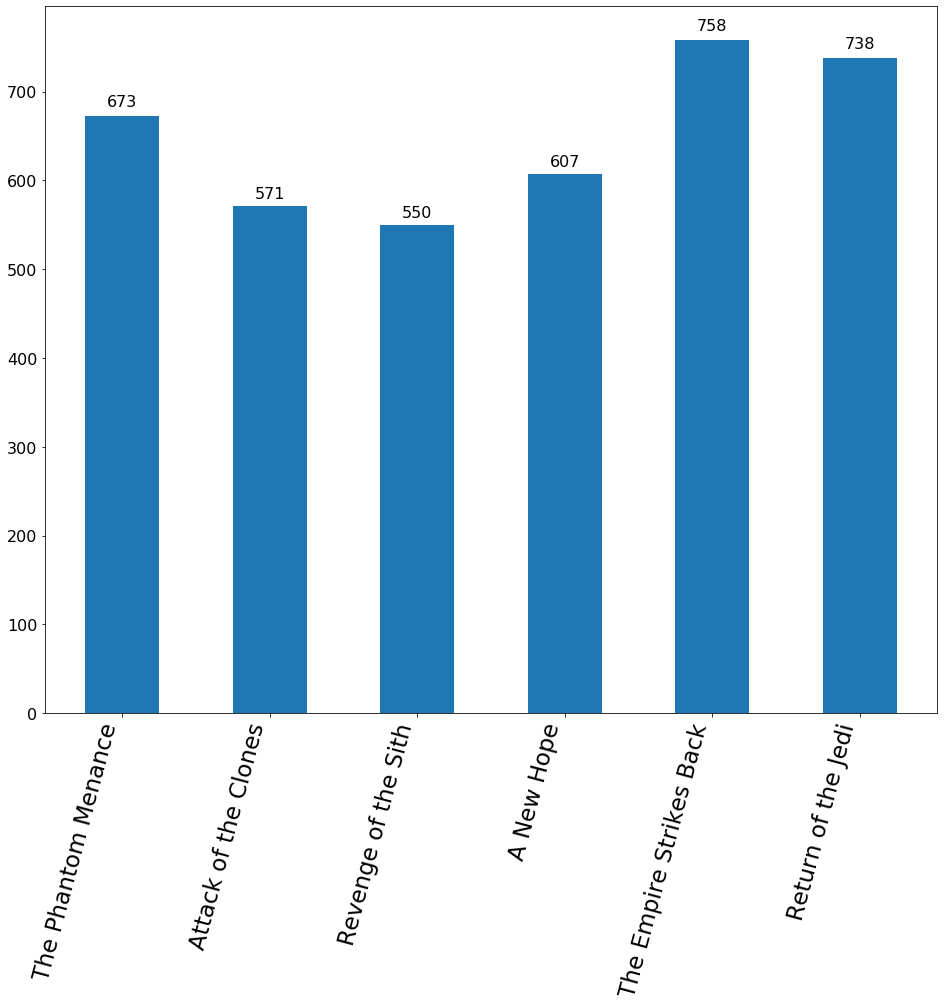 758
738
700
673
600
607
571
550
500
400
300
200
100
0
The Phantom Menance
Attack of the Clones
Revenge of the Sith
A New Hope
The Empire Strikes Back
Return of the Jedi